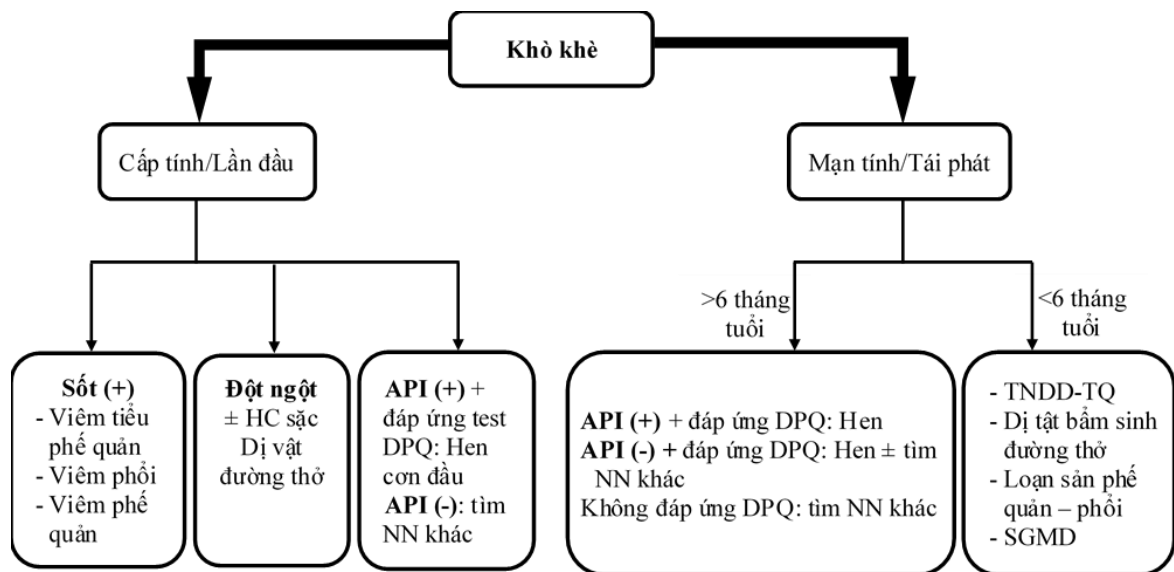 Khò khè
Cấp tính/Lần đầu
Mạn tính/Tái phát
>6 tháng
tuổi
<6 tháng
tuổi
Sốt (+)
- Viêm tiểu
phế quản
- Viêm phổi
- Viêm phế
quản
Đột ngột
± HC sặc
Dị vật
đường thở
API (+) +
đáp ứng test
DPQ: Hen
cơn đầu
API (-): tìm
NN khác
API (+) + đáp ứng DPQ: Hen
API (-) + đáp ứng DPQ: Hen ± tìm
NN khác
Không đáp ứng DPQ: tìm NN khác
- TNDD-TQ
- Dị tật bẩm sinh
đường thở
- Loạn sản phế
quản – phổi
- SGMD